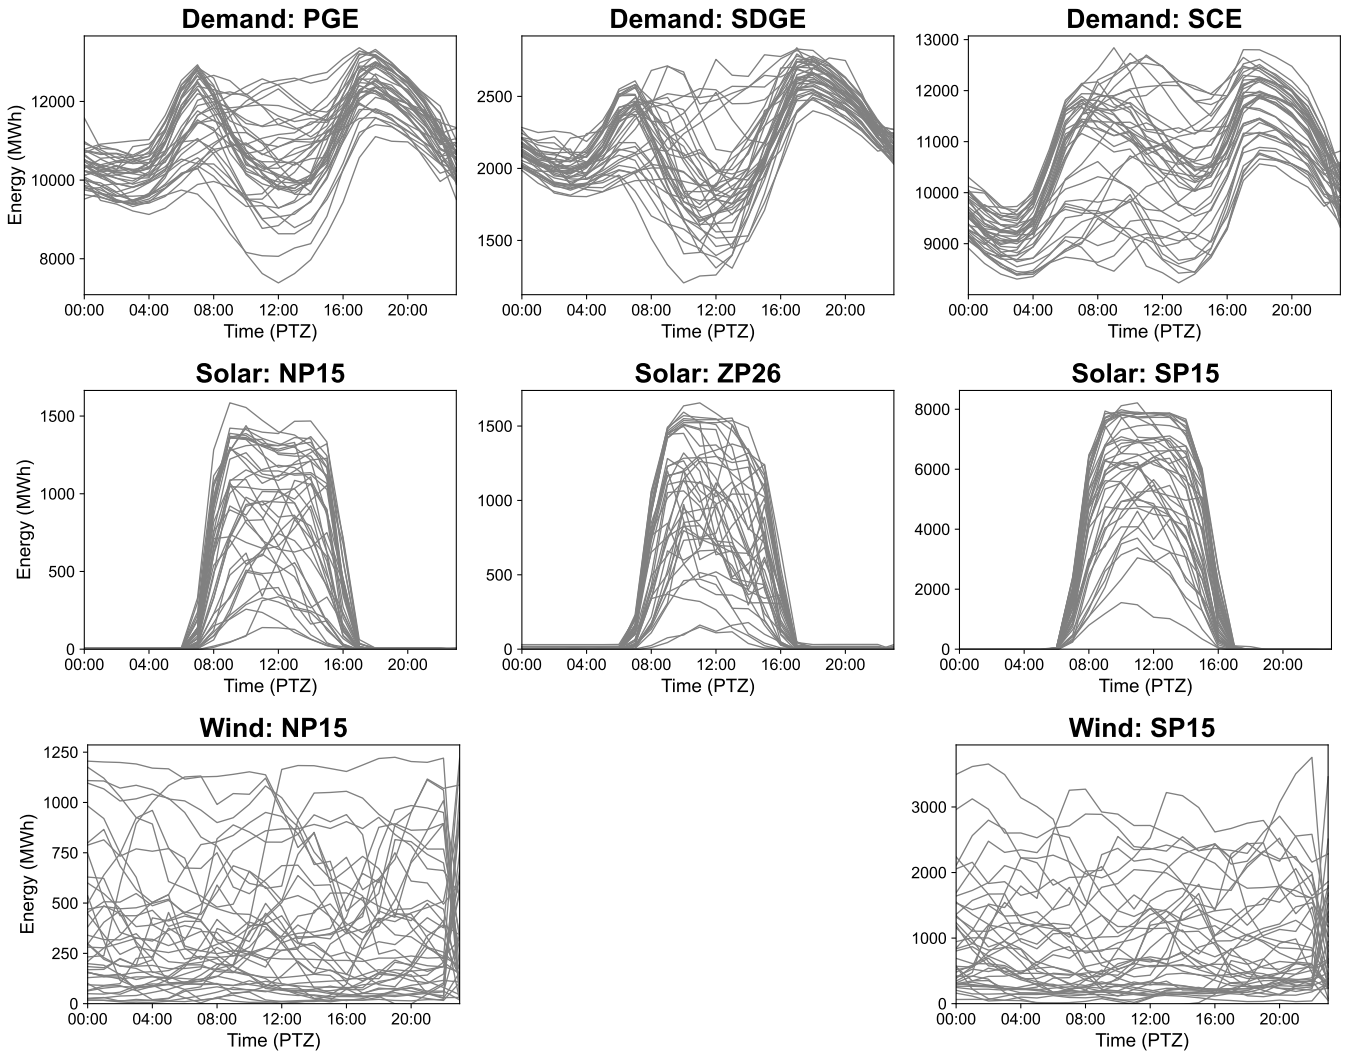 Demand: PGE
Demand: SDGE
Demand: SCE
Energy (MWh)
12000
10000
8000
2500
2000
1500
13000
12000
11000
10000
9000
00:00 04:00 08:00 12:00 16:00 20:00
00:00 04:00 08:00 12:00 16:00 20:00
00:00 04:00 08:00 12:00 16:00 20:00
Time (PTZ)
Time (PTZ)
Time (PTZ)
Solar: NP15
Solar: ZP26
Solar: SP15
Energy (MWh)
1500
1000
500
0
1500
1000
500
0
8000
6000
4000
2000
0
00:00 04:00 08:00 12:00 16:00 20:00
00:00 04:00 08:00 12:00 16:00 20:00
00:00 04:00 08:00 12:00 16:00 20:00
Time (PTZ)
Time (PTZ)
Time (PTZ)
Wind: NP15
Wind: SP15
Energy (MWh)
1250
1000
750
500
250
0
3000
2000
1000
0
00:00 04:00 08:00 12:00 16:00 20:00
00:00 04:00 08:00 12:00 16:00 20:00
Time (PTZ)
Time (PTZ)